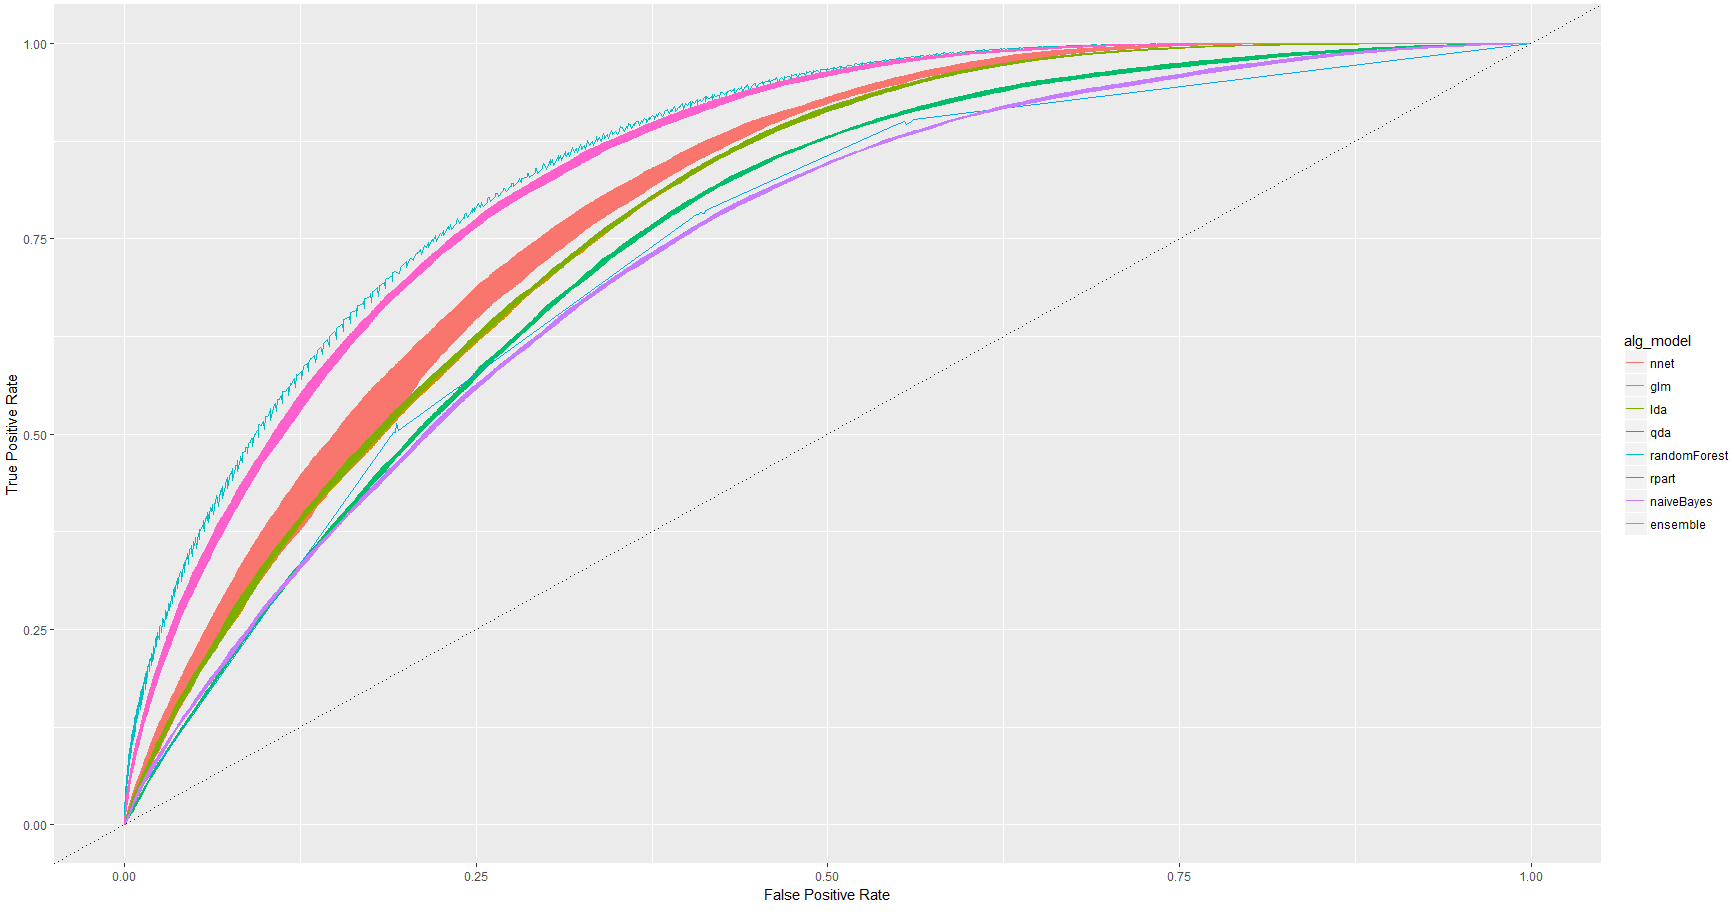 1.00
0.75
0.50
0.25
0.00
True Positive Rate
0.00 0.25 0.50 0.75 1.00
False Positive Rate
alg_model
nnet
glm
lda
qda
randomForest
rpart
naiveBayes
ensemble